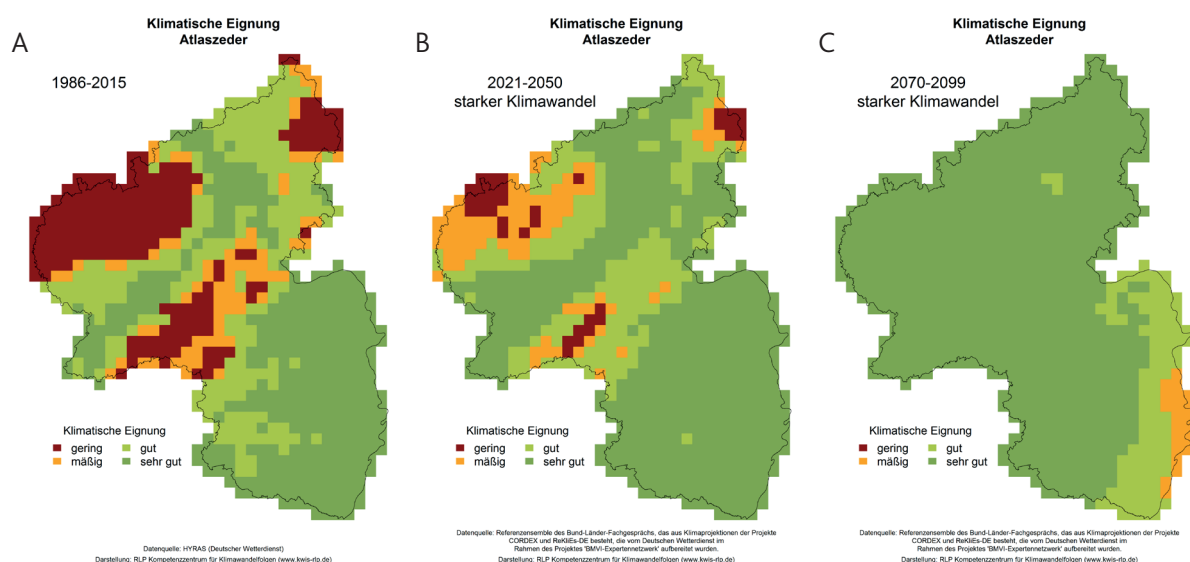 A
Klimatische Eignung
Atlaszeder
1986-2015
Klimatische Eignung
gering gut
mäßig sehr gut
Datenquelle: HYRAS (Deutscher Wetterdienst)
Darstellung: RLP Kompetenzzentrum für Klimawandelfolgen (www.kwis-rlp.de)
B
Klimatische Eignung
Atlaszeder
2021-2050
starker Klimawandel
Klimatische Eignung
gering gut
mäßig sehr gut
Datenquelle: Referenzensemble des Bund-Länder-Fachgesprächs, das aus Klimaprojektionen der Projekte
CORDEX und ReKliEs-DE besteht, die vom Deutschen Wetterdienst im
Rahmen des Projektes 'BMVI-Expertennetzwerk' aufbereitet wurden.
Darstellung: RLP Kompetenzzentrum für Klimawandelfolgen (www.kwis-rlp.de)
C
Klimatische Eignung
Atlaszeder
2070-2099
starker Klimawandel
Klimatische Eignung
gering gut
mäßig sehr gut
Datenquelle: Referenzensemble des Bund-Länder-Fachgesprächs, das aus Klimaprojektionen der Projekte
CORDEX und ReKliEs-DE besteht, die vom Deutschen Wetterdienst im
Rahmen des Projektes 'BMVI-Expertennetzwerk' aufbereitet wurden.
Darstellung: RLP Kompetenzzentrum für Klimawandelfolgen (www.kwis-rlp.de)